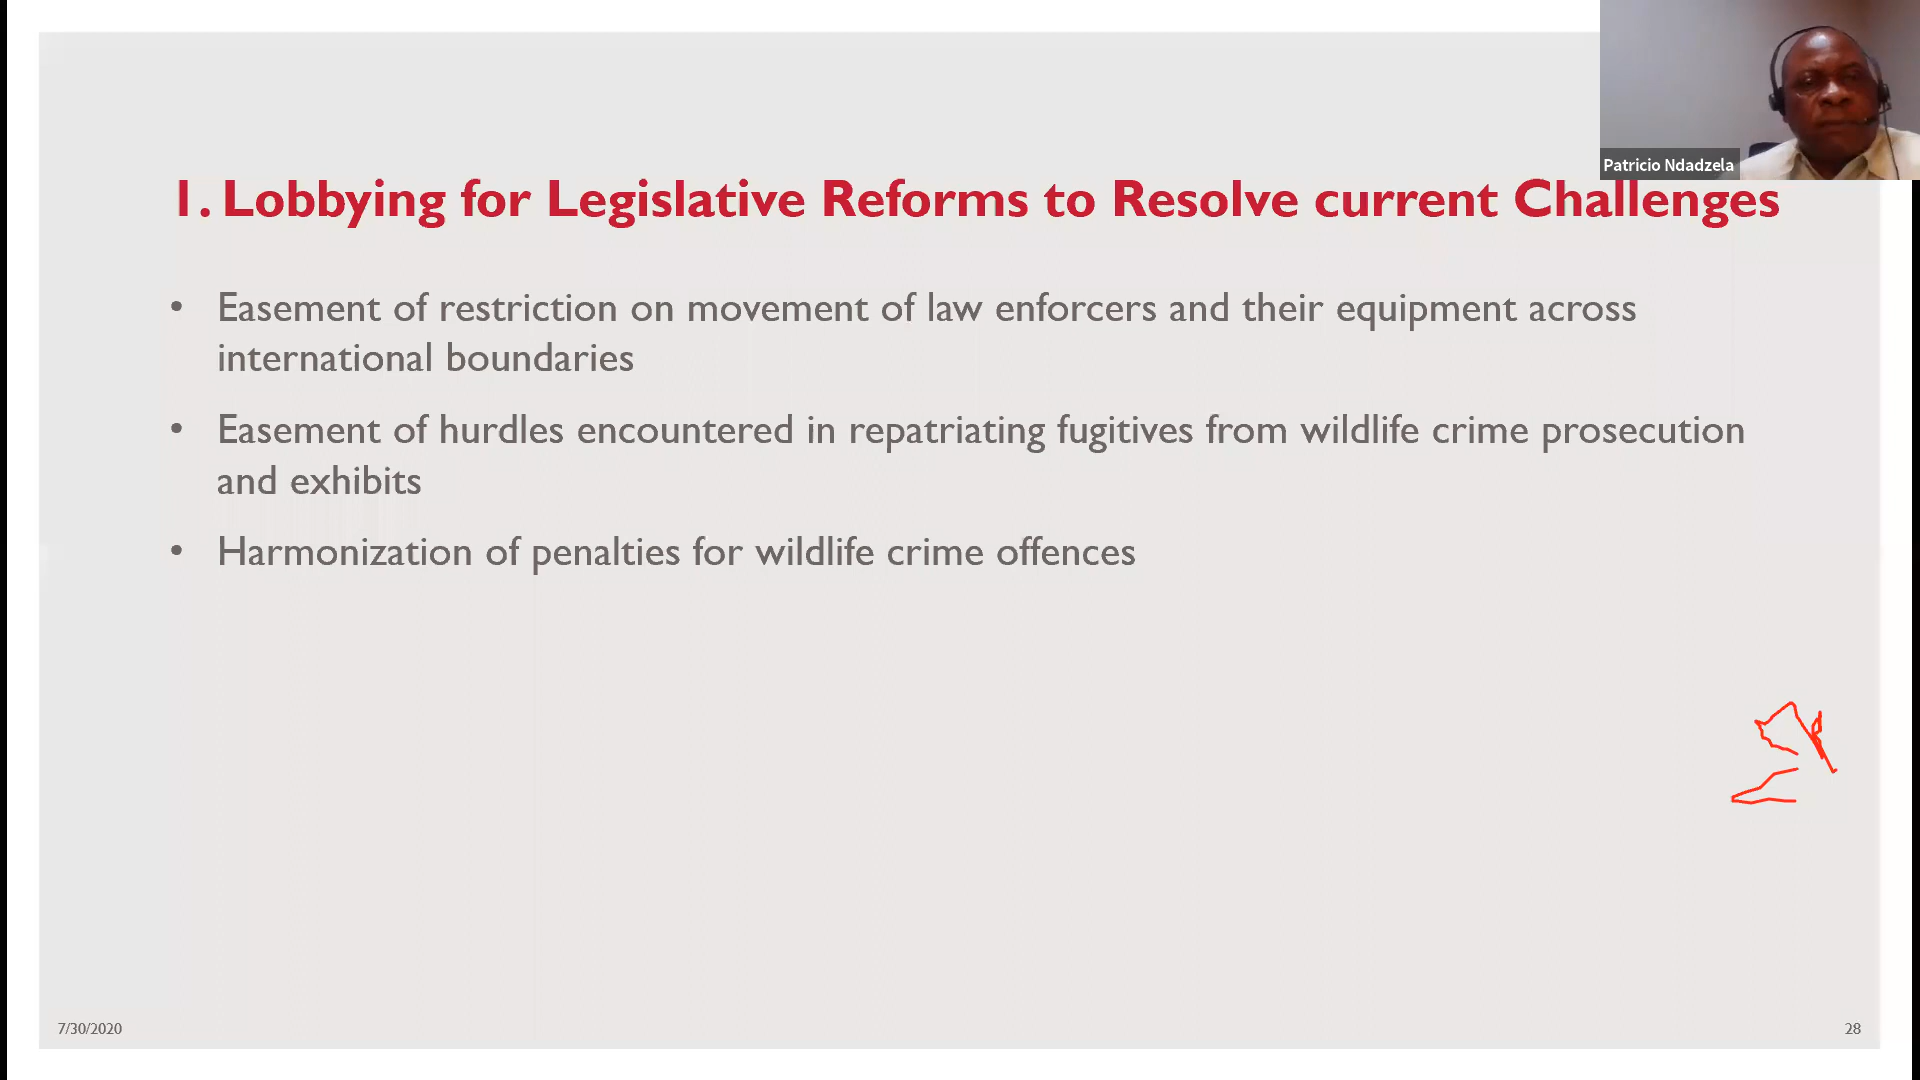 Patricio Ndadzela
1. Lobbying for Legislative Reforms to Resolve current Challenges
• Easement of restriction on movement of law enforcers and their equipment across
international boundaries
• Easement of hurdles encountered in repatriating fugitives from wildlife crime prosecution
and exhibits
• Harmonization of penalties for wildlife crime offences
7/30/2020
28